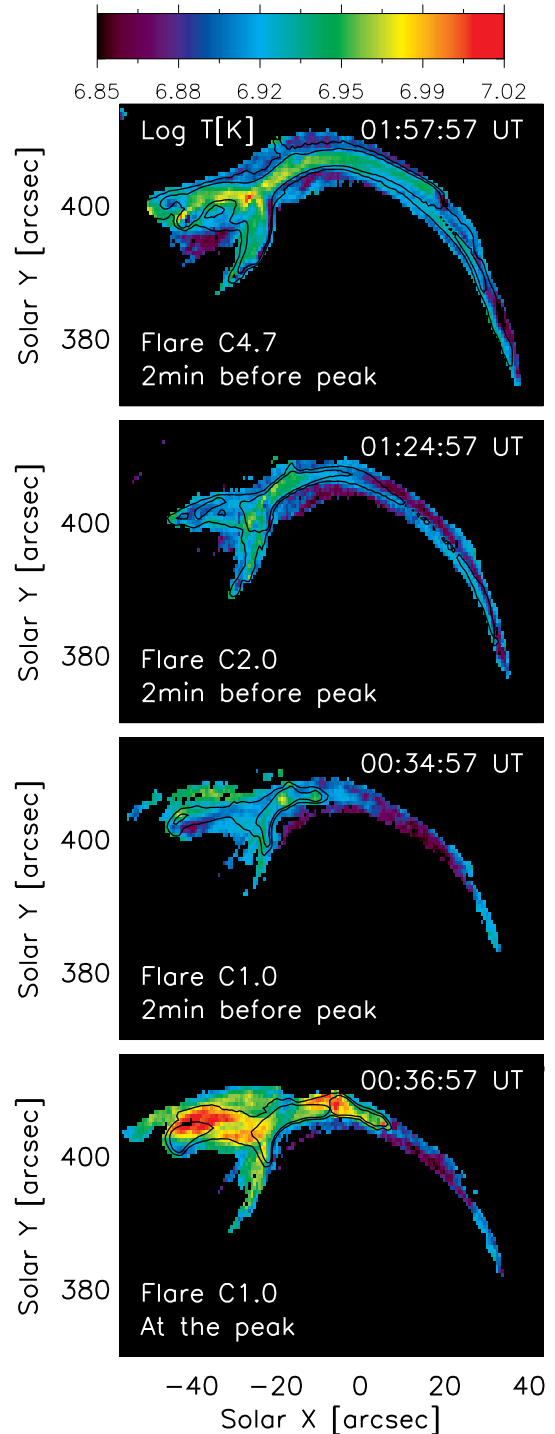 6.85 6.88 6.92 6.95 6.99 7.02
Log T[K] 01:57:57 UT
400
380
Solar Y [arcsec]
Flare C4.7
2min before peak
01:24:57 UT
400
380
Solar Y [arcsec]
Flare C2.0
2min before peak
00:34:57 UT
400
380
Solar Y [arcsec]
Flare C1.0
2min before peak
00:36:57 UT
400
380
Solar Y [arcsec]
Flare C1.0
At the peak
−40 −20 0 20 40
Solar X [arcsec]